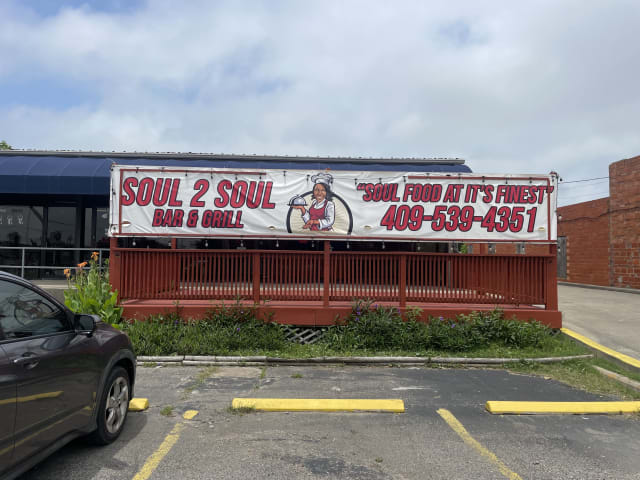 SOUL 2 SOUL
BAR & GRILL
"SOUL FOOD AT IT'S FINEST"
409-539-4351